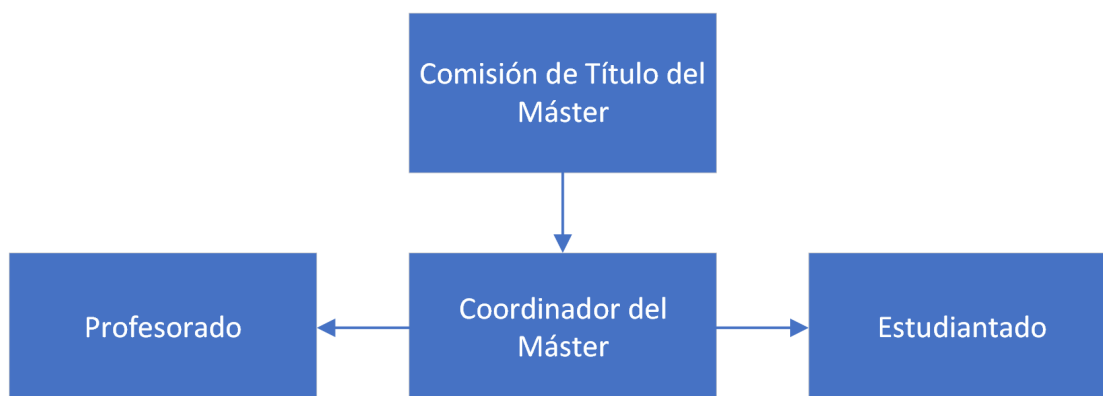 Comisión de Título del
Máster
Profesorado
Coordinador del
Máster
Estudiantado